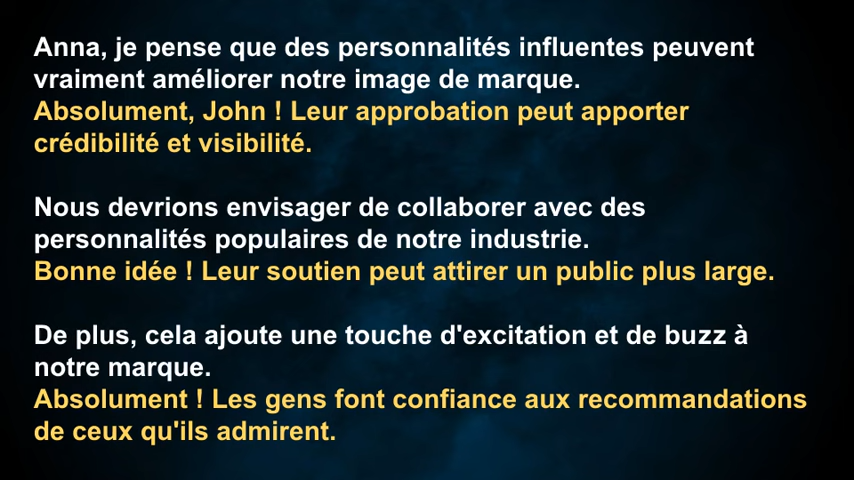 Anna, je pense que des personnalités influentes peuvent
vraiment améliorer notre image de marque.
Absolument, John ! Leur approbation peut apporter
crédibilité et visibilité.
Nous devrions envisager de collaborer avec des
personnalités populaires de notre industrie.
Bonne idée ! Leur soutien peut attirer un public plus large.
De plus, cela ajoute une touche d'excitation et de buzz à
notre marque.
Absolument ! Les gens font confiance aux recommandations
de ceux qu'ils admirent.